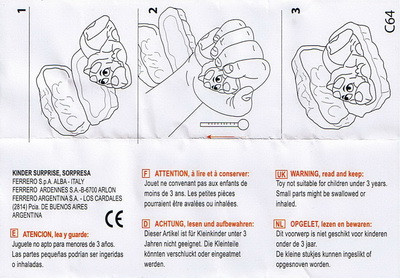 1
2
3
C64
KINDER SURPRISE, SORPRESA
FERRERO S.p.A. ALBA - ITALY
FERRERO ARDENNES S.A.-B-6700 ARLON
FERRERO ARGENTINA S.A. - LOS CARDALES
(2814) Pcia. DE BUENOS AIRES
ARGENTINA
CE
E ATENCION, lea y guarde:
Juguete no apto para menores de 3 años.
Las partes pequeñas podrían ser ingeridas
o inhaladas.
F ATTENTION, à lire et à conserver:
Jouet ne convenant pas aux enfants de
moins de 3 ans. Les petites pièces
pourraient être avalées ou inhalées.
D ACHTUNG, lesen und aufbewahren:
Dieser Artikel ist für Kleinkinder unter 3
Jahren nicht geeignet. Die Kleinteile
könnten verschluckt oder eingeatmet
werden.
UK WARNING, read and keep:
Toy not suitable for children under 3 years.
Small parts might be swallowed or
inhaled.
NL OPGELET, lezen en bewaren:
Dit voorwerp is niet geschikt voor kinderen
onder de 3 jaar.
De kleine stukjes kunnen ingeslikt of
opgesnoven worden.